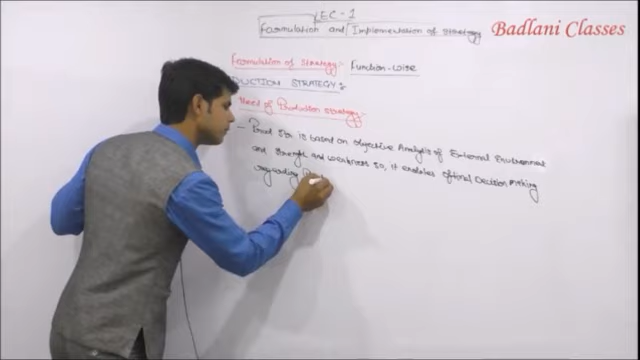 LEC-1
Badlani Classes
Formulation and Implementation of strategy
Formulation of strategy:- Function-wise
DUCTION STRATEGY:
Need of Production strategy:-
- Prod Str is based on objective Analysis of External Environment
and strength and weakness so, it enables optimal Decision Making
regarding